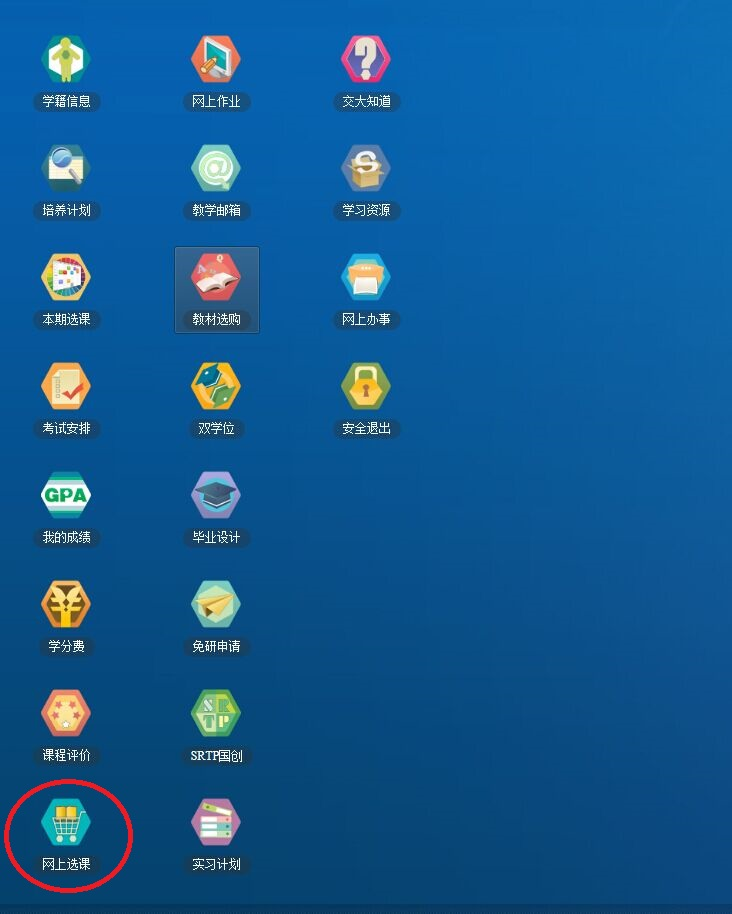 学籍信息
网上作业
交大知道
培养计划
教学邮箱
学习资源
本期选课
教材选购
网上办事
考试安排
双学位
安全退出
GPA
我的成绩
毕业设计
学分费
免研申请
课程评价
SRTP
SRTP国创
网上选课
实习计划